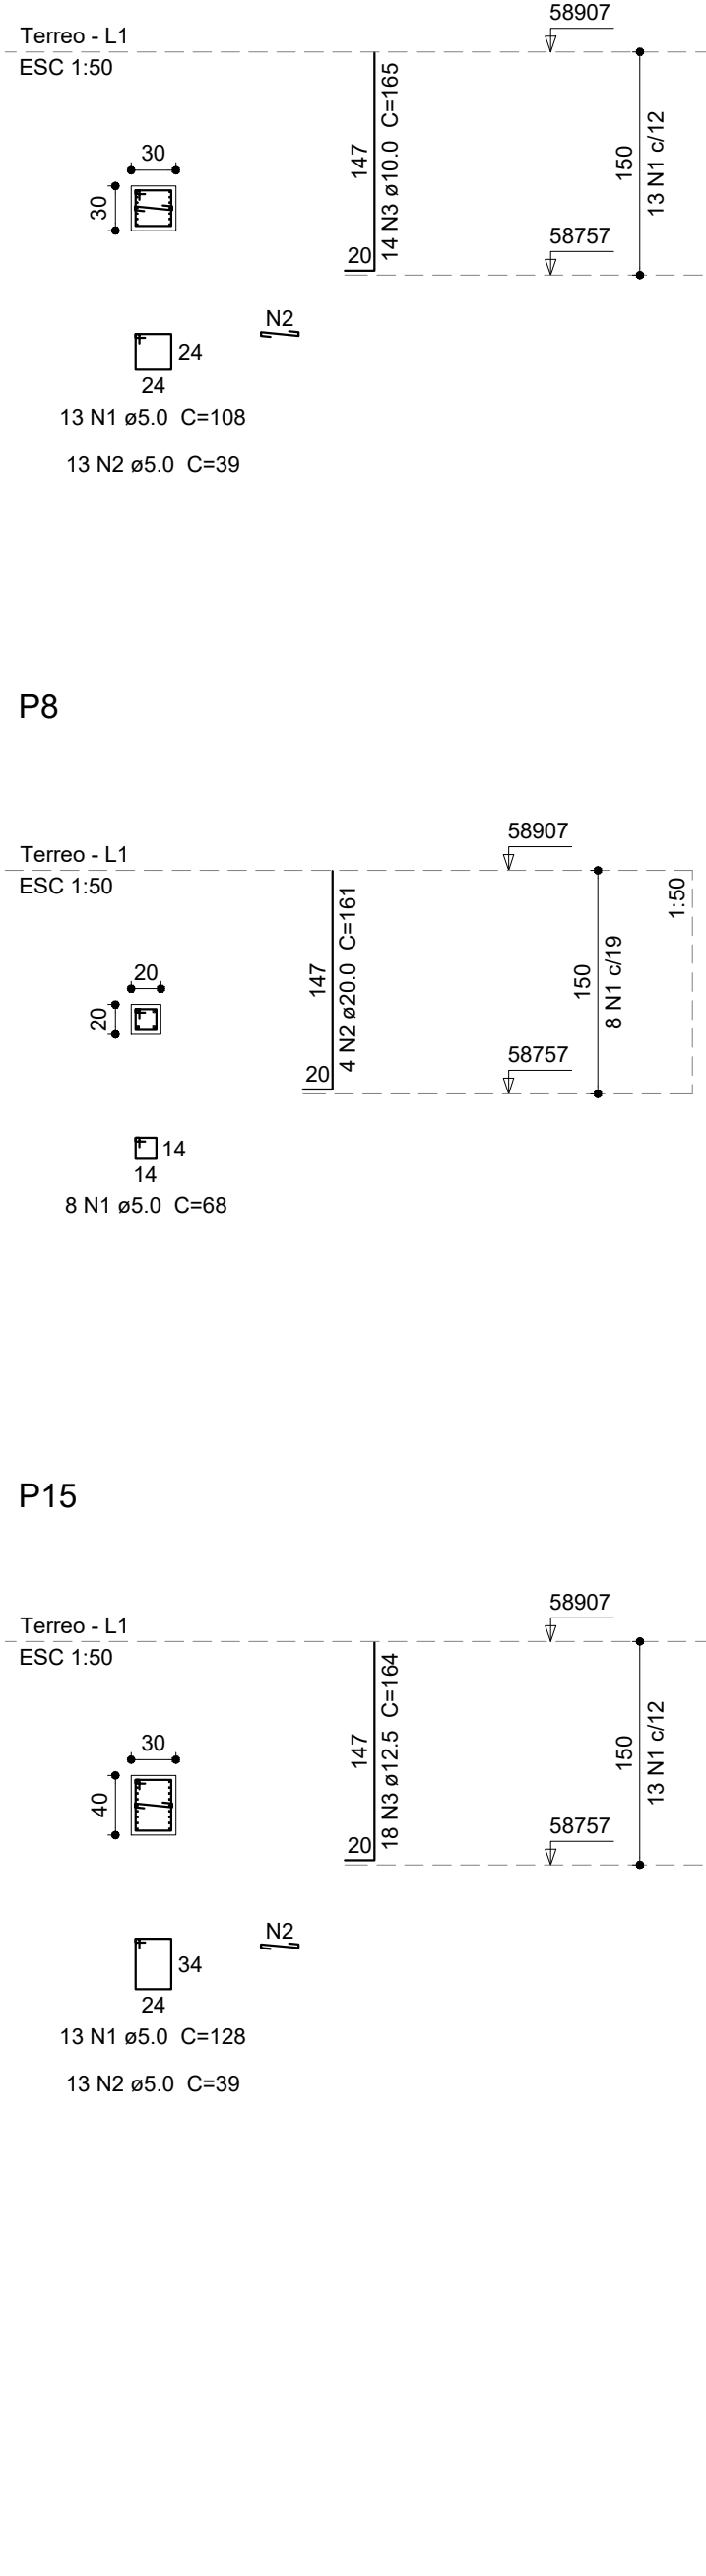 58907
Terreo - L1
ESC 1:50
147
14 N3 ø10.0  C=165
150
13 N1 c/12
30
30
58757
20
N2
24
24
13 N1 ø5.0  C=108
13 N2 ø5.0  C=39
P8
58907
Terreo - L1
ESC 1:50
1:50
147
4 N2 ø20.0  C=161
150
8 N1 c/19
20
20
58757
20
14
14
8 N1 ø5.0  C=68
P15
58907
Terreo - L1
ESC 1:50
147
18 N3 ø12.5  C=164
150
13 N1 c/12
30
40
58757
20
N2
34
24
13 N1 ø5.0  C=128
13 N2 ø5.0  C=39